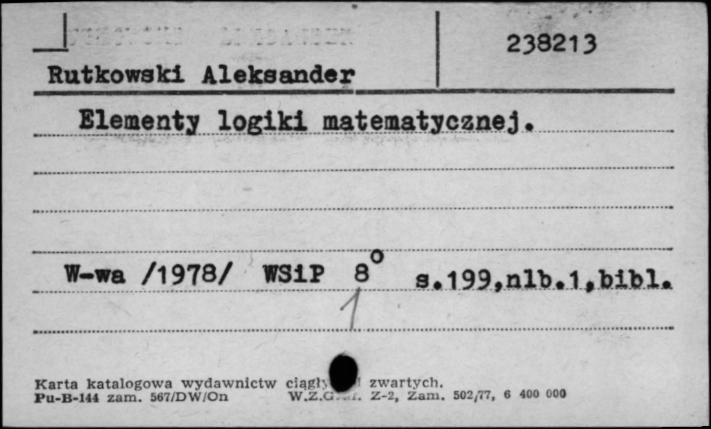 238213
Rutkowski Aleksander
Elementy logiki matematycznej.
W-wa /1978/ WSiP 8° s.199,nlb.1,bibl.
1
Karta katalogowa wydawnictw zwartych.
Pu-B-144 zam. 567/DW/On Z-2, Zam. 502/77, 6 400 000